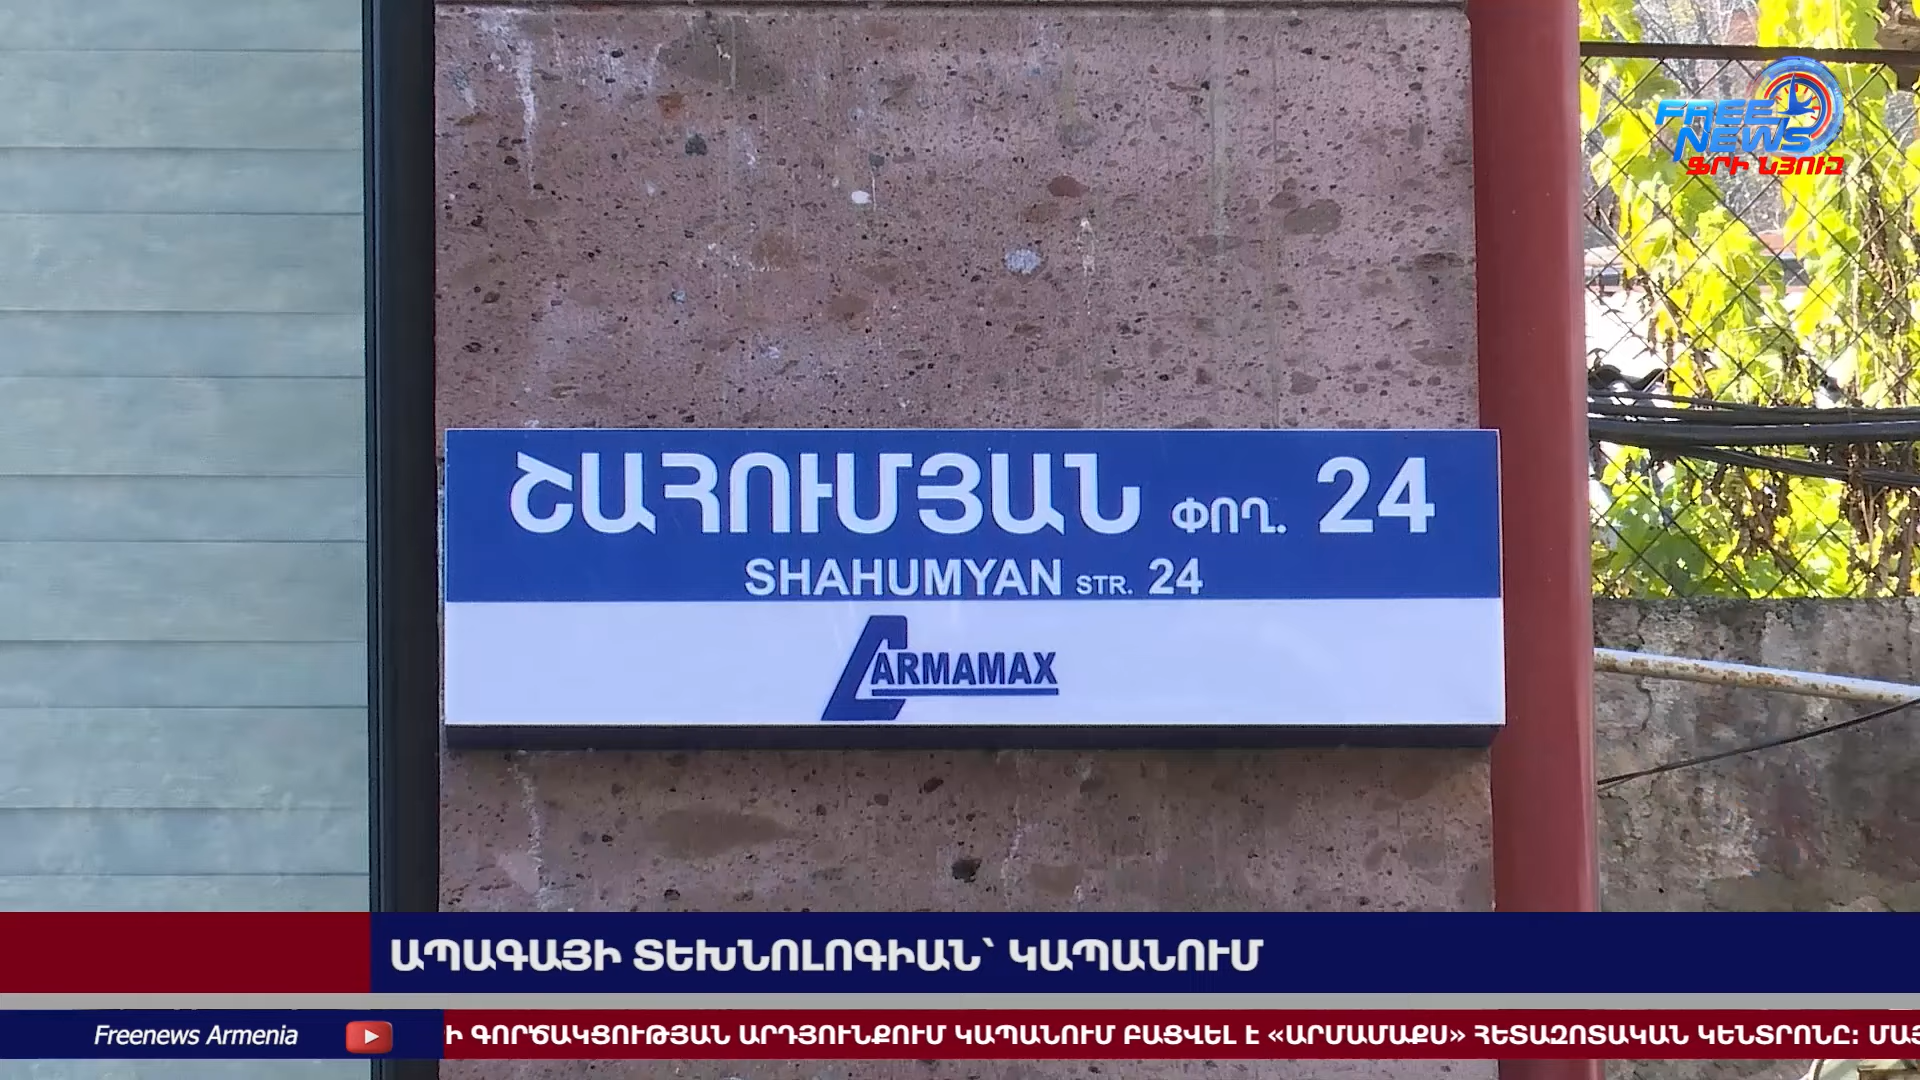 FREE
NEWS
ՖՐԻ ՆՅՈՒԶ
ՇԱՀՈՒՄՅԱՆ ՓՈՂ. 24
SHAHUMYAN STR. 24
ARMAMAX
ԱՊԱԳԱՅԻ ՏԵԽՆՈԼՈԳԻԱՆ՝ ԿԱՊԱՆՈՒՄ
Freenews Armenia
Ի ԳՈՐԾԱԿՑՈՒԹՅԱՆ ԱՐԴՅՈՒՆՔՈՒՄ ԿԱՊԱՆՈՒՄ ԲԱՑՎԵԼ Է «ԱՐՄԱՄԱՔՍ» ՀԵՏԱԶՈՏԱԿԱՆ ԿԵՆՏՐՈՆԸ: ՄԱՅ